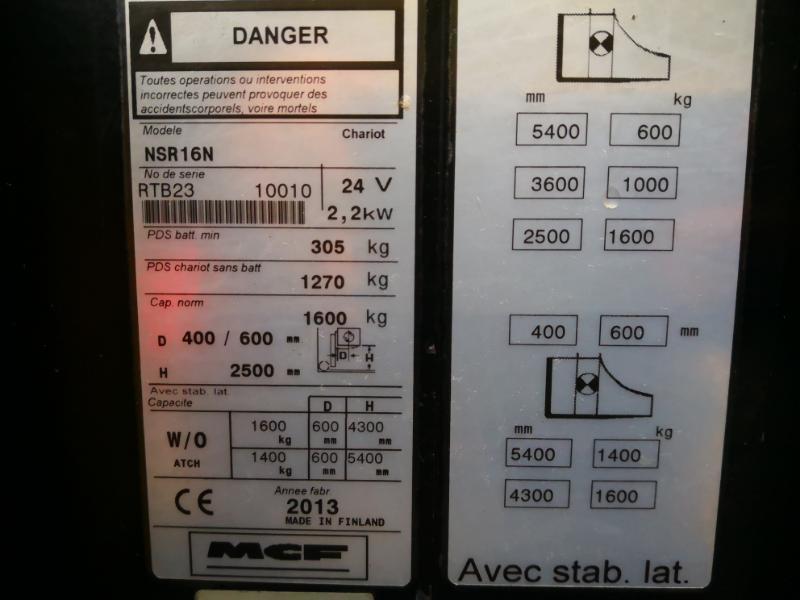 DANGER
Toutes operations ou interventions
incorrectes peuvent provoquer des
accidentscorporels, voire mortels
Modele Chariot
NSR16N
No de serie
RTB23 10010 24 V
2,2kW
PDS batt. min
305 kg
PDS chariot sans batt
1270 kg
Cap. norm
1600 kg
D 400 / 600 mm
D H
H 2500 mm
Avec stab. lat.
Capacite D H
W/O ATCH
1600 kg 600 mm 4300 mm
1400 kg 600 mm 5400 mm
CE
Annee fabr.
2013
MADE IN FINLAND
MCF
mm kg
5400 600
3600 1000
2500 1600
400 600 mm
mm kg
5400 1400
4300 1600
Avec stab. lat.